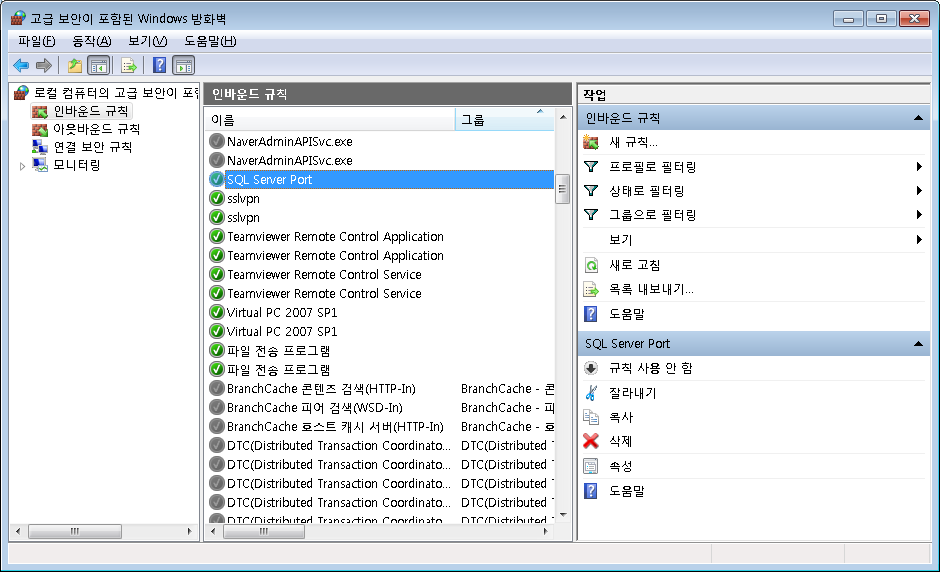 고급 보안이 포함된 Windows 방화벽
파일(F) 동작(A) 보기(V) 도움말(H)
로컬 컴퓨터의 고급 보안이 포함
인바운드 규칙
아웃바운드 규칙
연결 보안 규칙
모니터링
인바운드 규칙
이름 그룹
NaverAdminAPISvc.exe
NaverAdminAPISvc.exe
SQL Server Port
sslvpn
sslvpn
Teamviewer Remote Control Application
Teamviewer Remote Control Application
Teamviewer Remote Control Service
Teamviewer Remote Control Service
Virtual PC 2007 SP1
Virtual PC 2007 SP1
파일 전송 프로그램
파일 전송 프로그램
BranchCache 콘텐츠 검색(HTTP-In) BranchCache - 콘
BranchCache 피어 검색(WSD-In) BranchCache - 피
BranchCache 호스트 캐시 서버(HTTP-In) BranchCache - 호
DTC(Distributed Transaction Coordinato... DTC(Distributed T
DTC(Distributed Transaction Coordinato... DTC(Distributed T
DTC(Distributed Transaction Coordinato... DTC(Distributed T
DTC(Distributed Transaction Coordinato... DTC(Distributed T
DTC(Distributed Transaction Coordinato... DTC(Distributed T
작업
인바운드 규칙
새 규칙...
프로필로 필터링
상태로 필터링
그룹으로 필터링
보기
새로 고침
목록 내보내기...
도움말
SQL Server Port
규칙 사용 안 함
잘라내기
복사
삭제
속성
도움말